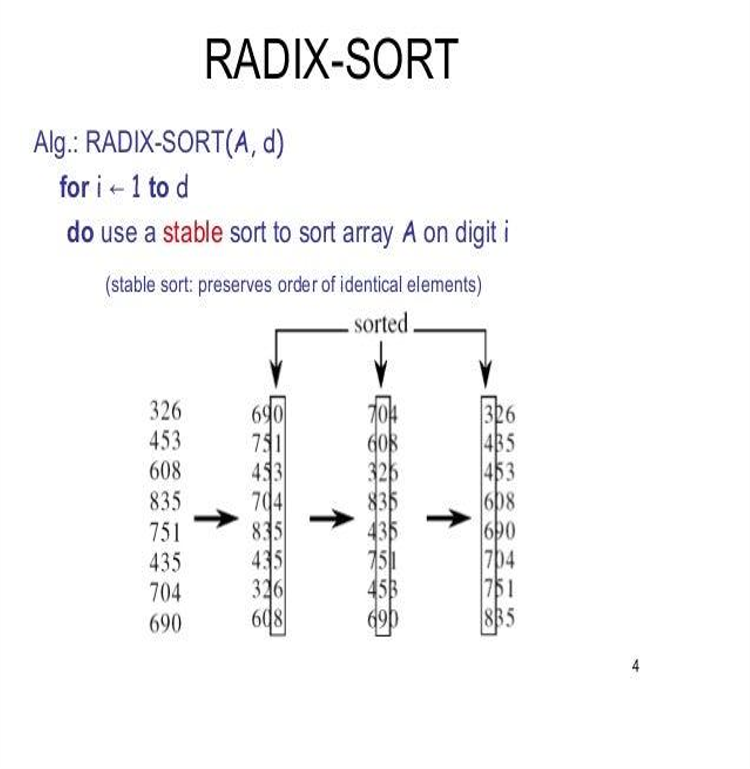 RADIX-SORT
Alg.: RADIX-SORT(A, d)
for i ← 1 to d
do use a stable sort to sort array A on digit i
(stable sort: preserves order of identical elements)
sorted
326 690 704 326
453 751 608 435
608 453 326 453
835 704 835 608
751 835 435 690
435 435 751 704
704 326 453 751
690 608 690 835
4